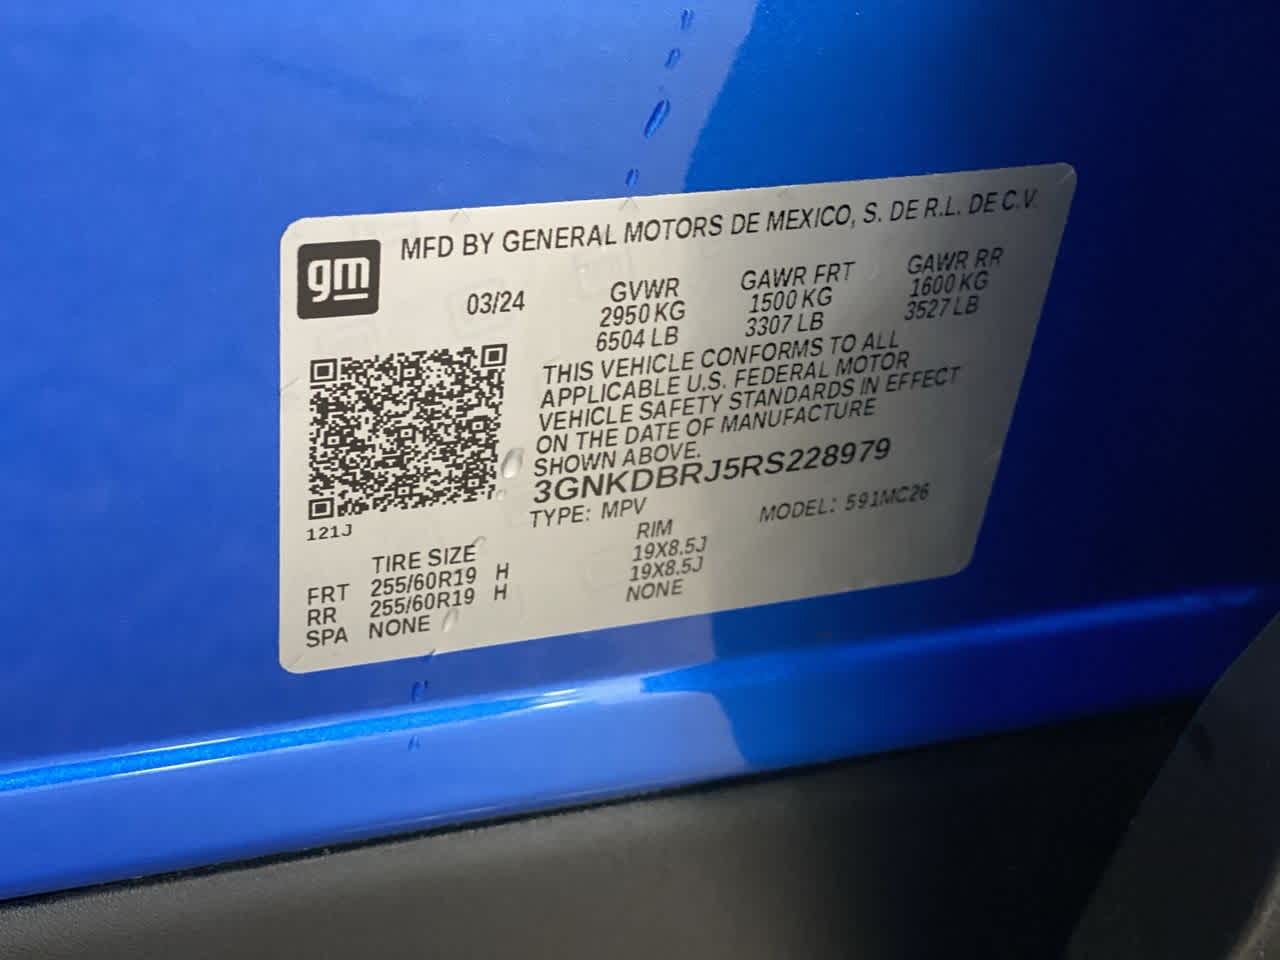 gm
MFD BY GENERAL MOTORS DE MEXICO, S. DE R.L. DE C.V.
03/24
GVWR GAWR FRT GAWR RR
2950 KG 1500 KG 1600 KG
6504 LB 3307 LB 3527 LB
THIS VEHICLE CONFORMS TO ALL
APPLICABLE U.S. FEDERAL MOTOR
VEHICLE SAFETY STANDARDS IN EFFECT
ON THE DATE OF MANUFACTURE
SHOWN ABOVE.
3GNKDBRJ5RS228979
TYPE: MPV MODEL: 591MC26
121J
TIRE SIZE RIM
FRT 255/60R19 H 19X8.5J
RR 255/60R19 H 19X8.5J
SPA NONE NONE